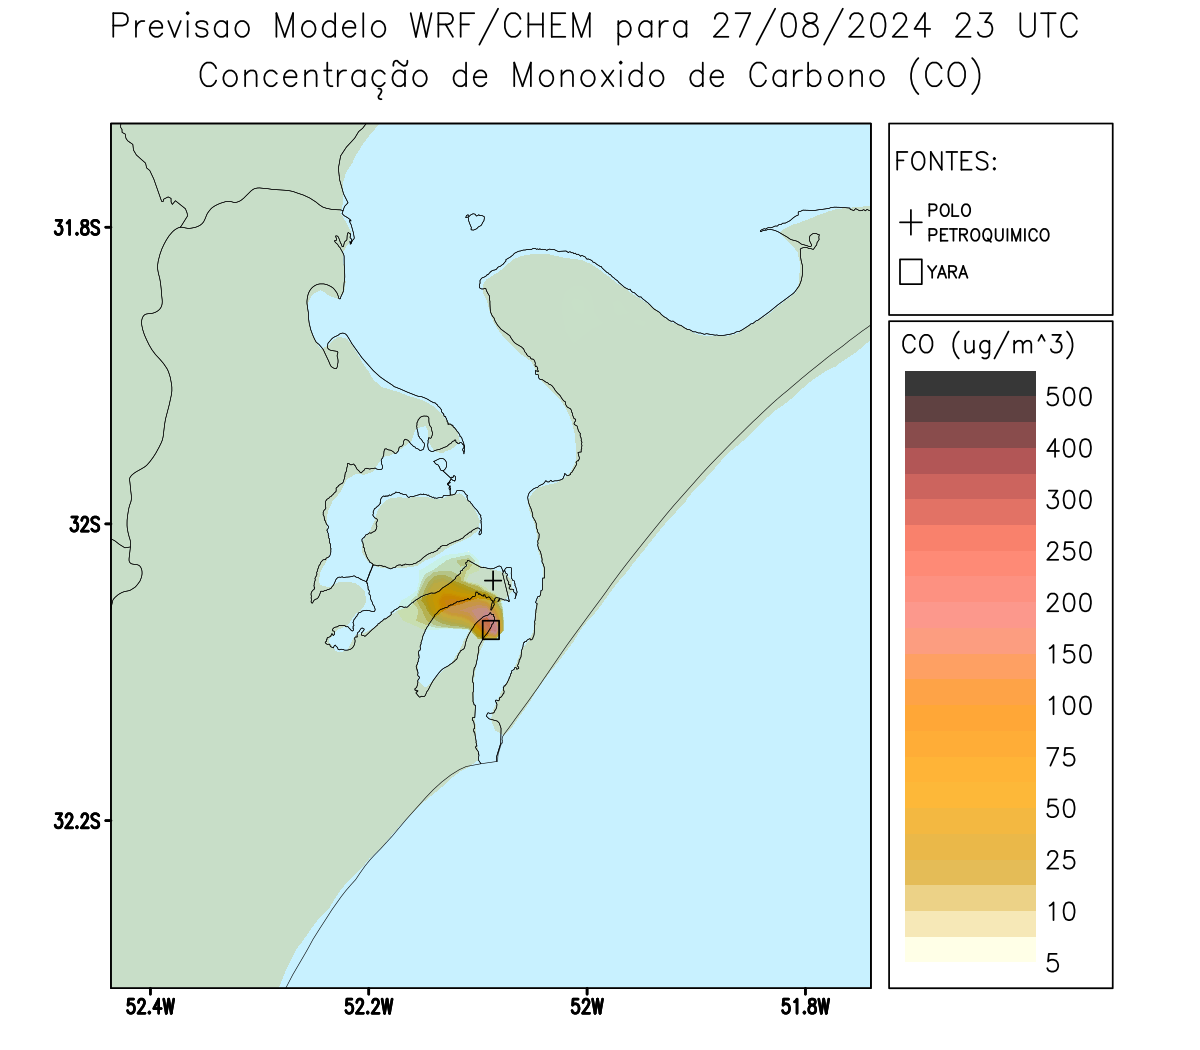 Previsao Modelo WRF/CHEM para 27/08/2024 23 UTC
Concentração de Monoxido de Carbono (CO)
FONTES:
POLO
PETROQUIMICO
YARA
CO (ug/m^3)
500
400
300
250
200
150
100
75
50
25
10
5
31.8S
32S
32.2S
52.4W
52.2W
52W
51.8W